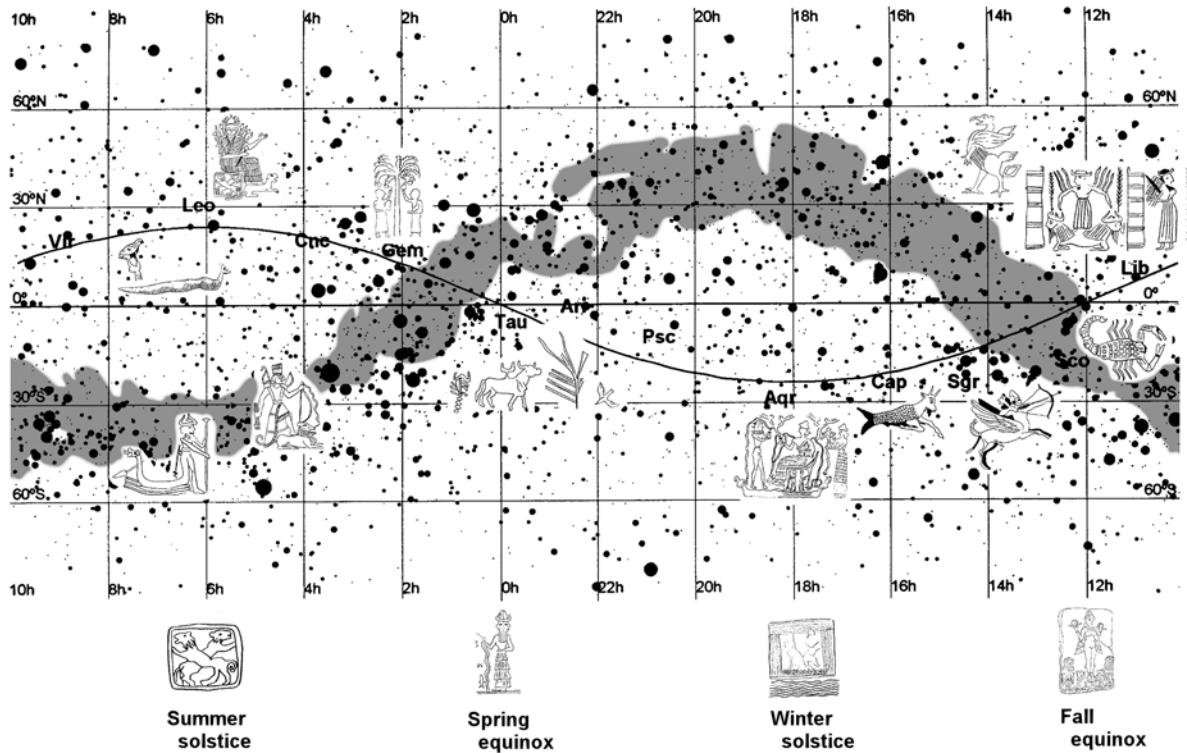 10h 8h 6h 4h 2h 0h 22h 20h 18h 16h 14h 12h
60°N 60°N
30°N 30°N
Leo
Vir Cnc Gem Lib
0° 0°
Tau Ari
Psc
Cap Sgr Sco
Aqr
30°S 30°S
60°S 60°S
10h 8h 6h 4h 2h 0h 22h 20h 18h 16h 14h 12h
Summer Spring Winter Fall
solstice equinox solstice equinox